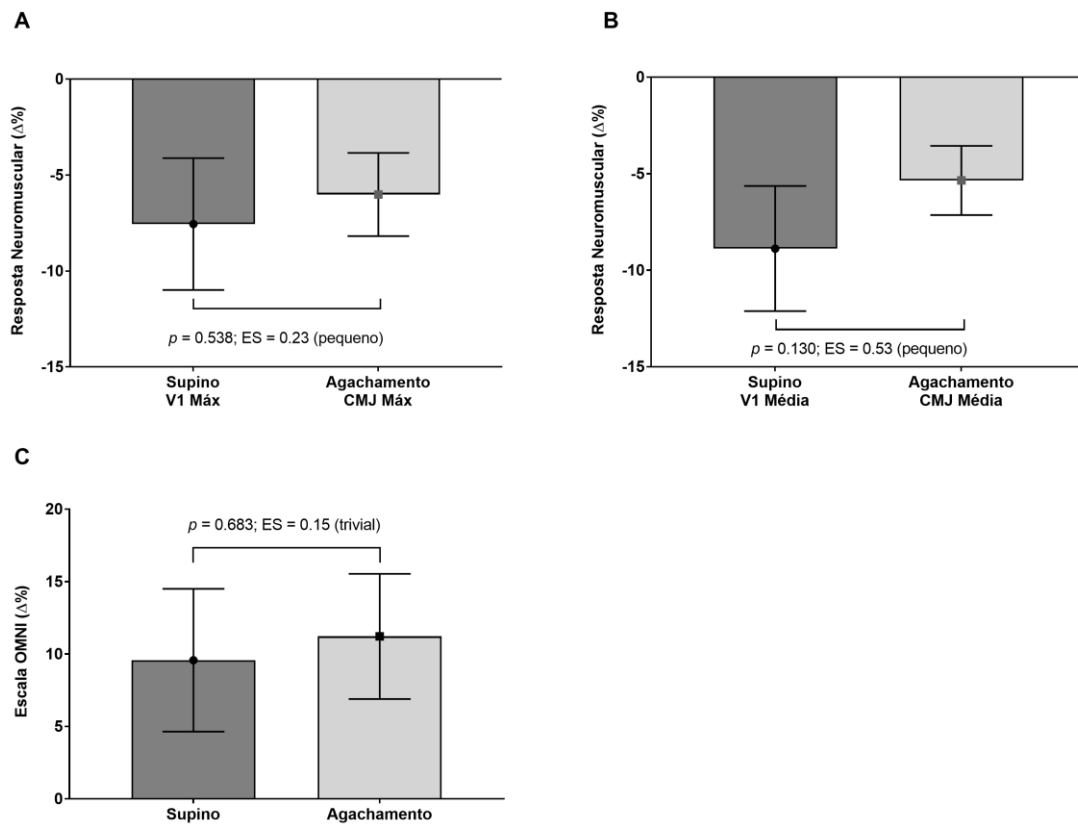 A
Resposta Neuromuscular (Δ%)
0
-5
-10
-15
p = 0.538; ES = 0.23 (pequeno)
Supino
V1 Máx
Agachamento
CMJ Máx
B
Resposta Neuromuscular (Δ%)
0
-5
-10
-15
p = 0.130; ES = 0.53 (pequeno)
Supino
V1 Média
Agachamento
CMJ Média
C
Escala OMNI (Δ%)
20
15
10
5
0
p = 0.683; ES = 0.15 (trivial)
Supino
Agachamento